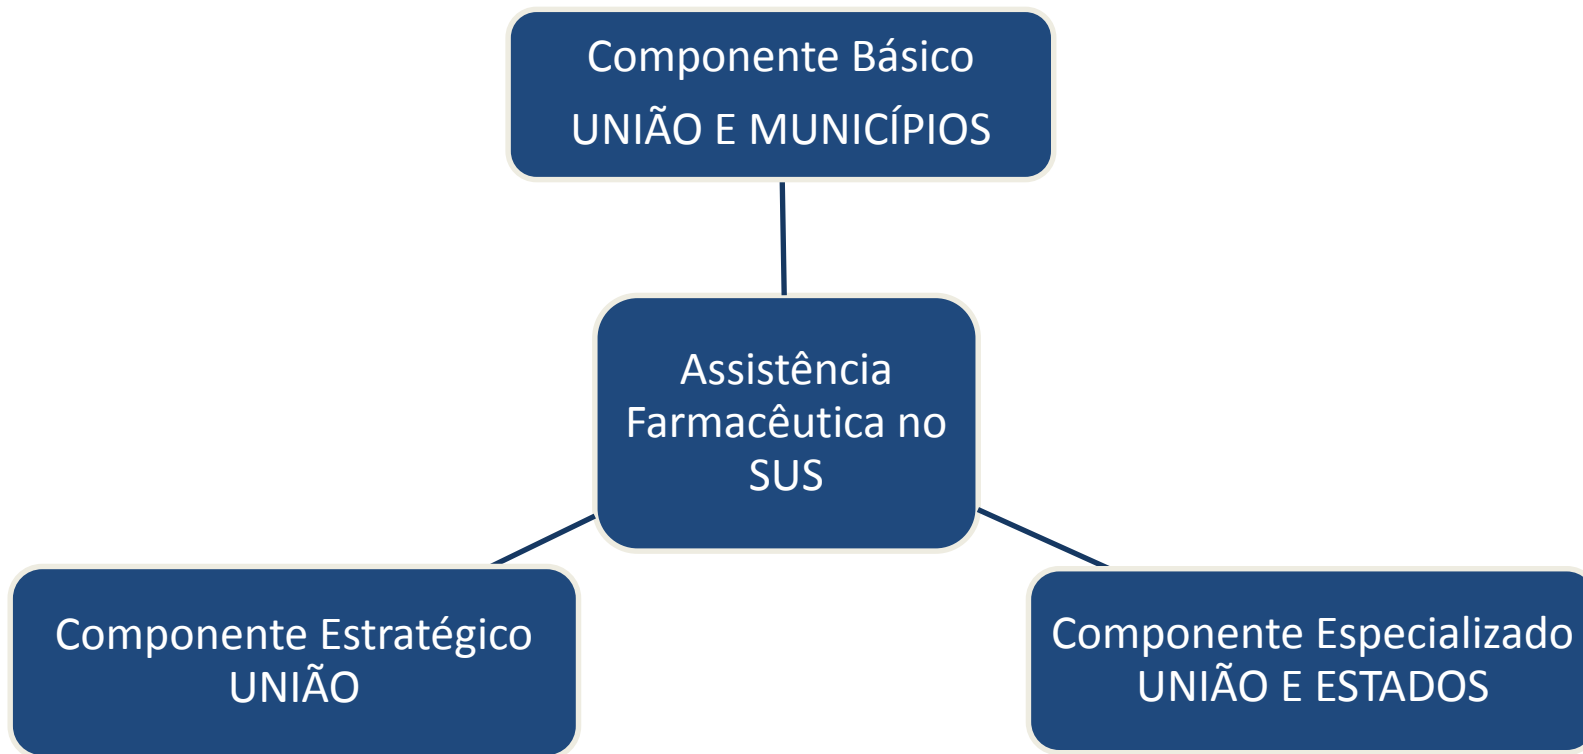 Componente Básico
UNIÃO E MUNICÍPIOS
Assistência
Farmacêutica no
SUS
Componente Estratégico
UNIÃO
Componente Especializado
UNIÃO E ESTADOS